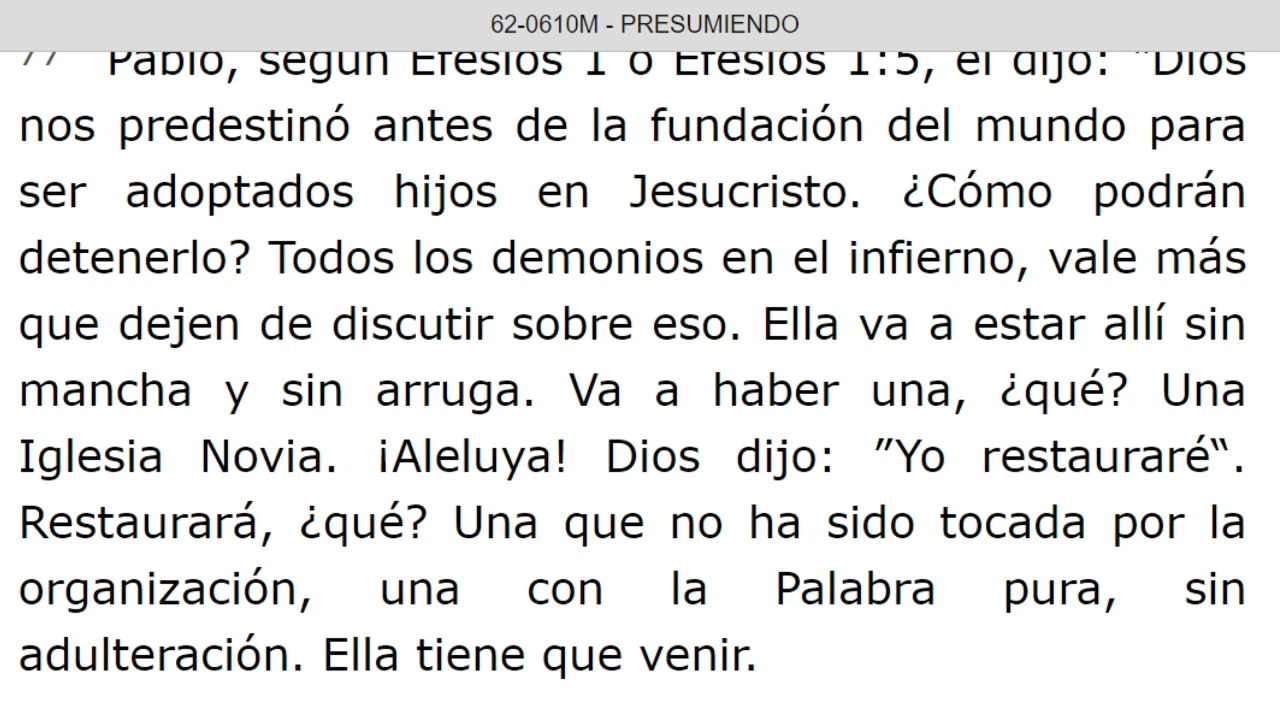 62-0610M - PRESUMIENDO
77 Pablo, según Efesios 1 o Efesios 1:5, él dijo: "Dios
nos predestinó antes de la fundación del mundo para
ser adoptados hijos en Jesucristo. ¿Cómo podrán
detenerlo? Todos los demonios en el infierno, vale más
que dejen de discutir sobre eso. Ella va a estar allí sin
mancha y sin arruga. Va a haber una, ¿qué? Una
Iglesia Novia. ¡Aleluya! Dios dijo: ”Yo restauraré“.
Restaurará, ¿qué? Una que no ha sido tocada por la
organización, una con la Palabra pura, sin
adulteración. Ella tiene que venir.